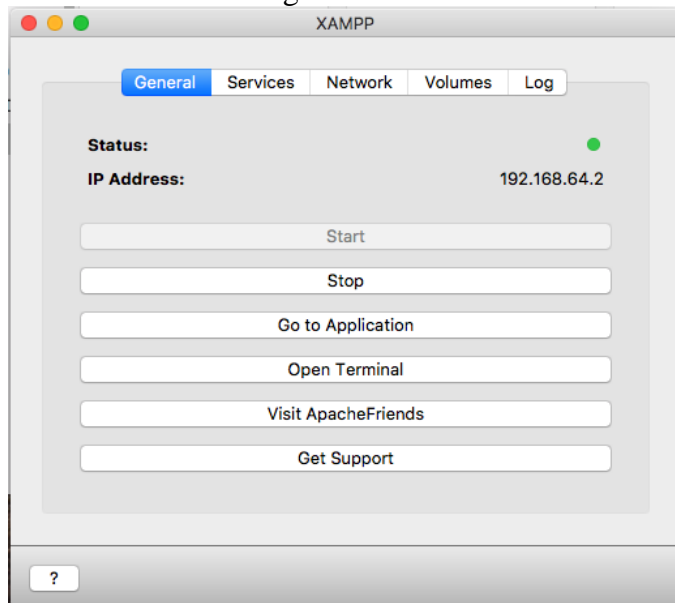 XAMPP
General Services Network Volumes Log
Status:
IP Address: 192.168.64.2
Start
Stop
Go to Application
Open Terminal
Visit ApacheFriends
Get Support
?